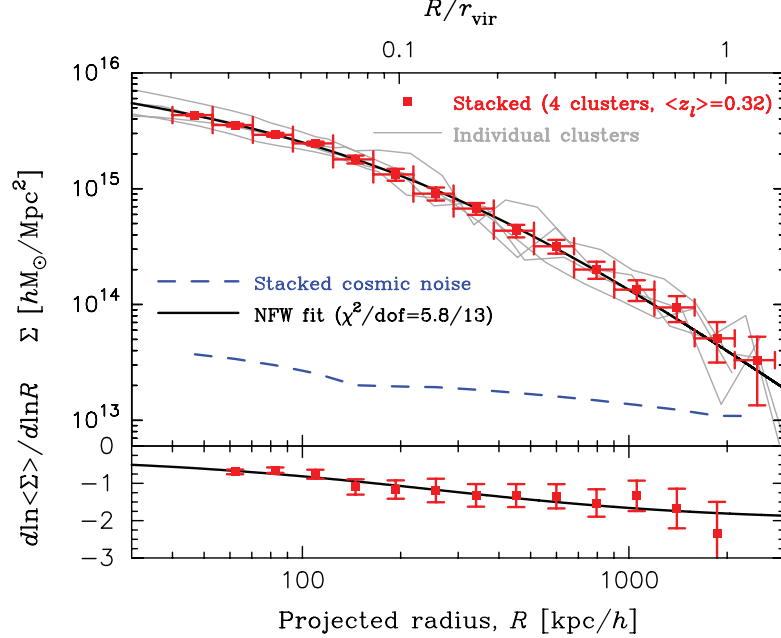 R/r_vir
0.1 1
10^16
10^15
10^14
10^13
Σ [hM_⊙/Mpc^2]
Stacked (4 clusters, <z_l>=0.32)
Individual clusters
Stacked cosmic noise
NFW fit (χ^2/dof=5.8/13)
dln<Σ>/dlnR
0
−1
−2
−3
100 1000
Projected radius, R [kpc/h]